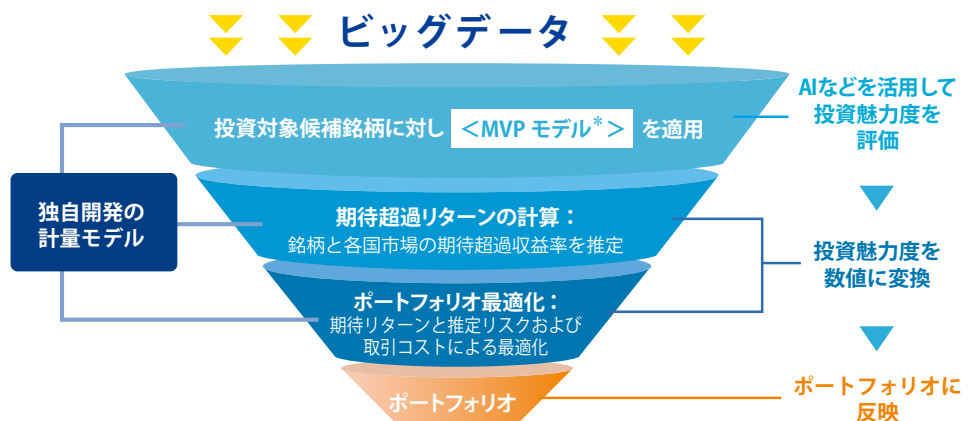 ビッグデータ
投資対象候補銘柄に対し <MVP モデル*> を適用
AIなどを活用して
投資魅力度を
評価
独自開発の
計量モデル
期待超過リターンの計算：
銘柄と各国市場の期待超過収益率を推定
投資魅力度を
数値に変換
ポートフォリオ最適化：
期待リターンと推定リスクおよび
取引コストによる最適化
ポートフォリオ
ポートフォリオに
反映